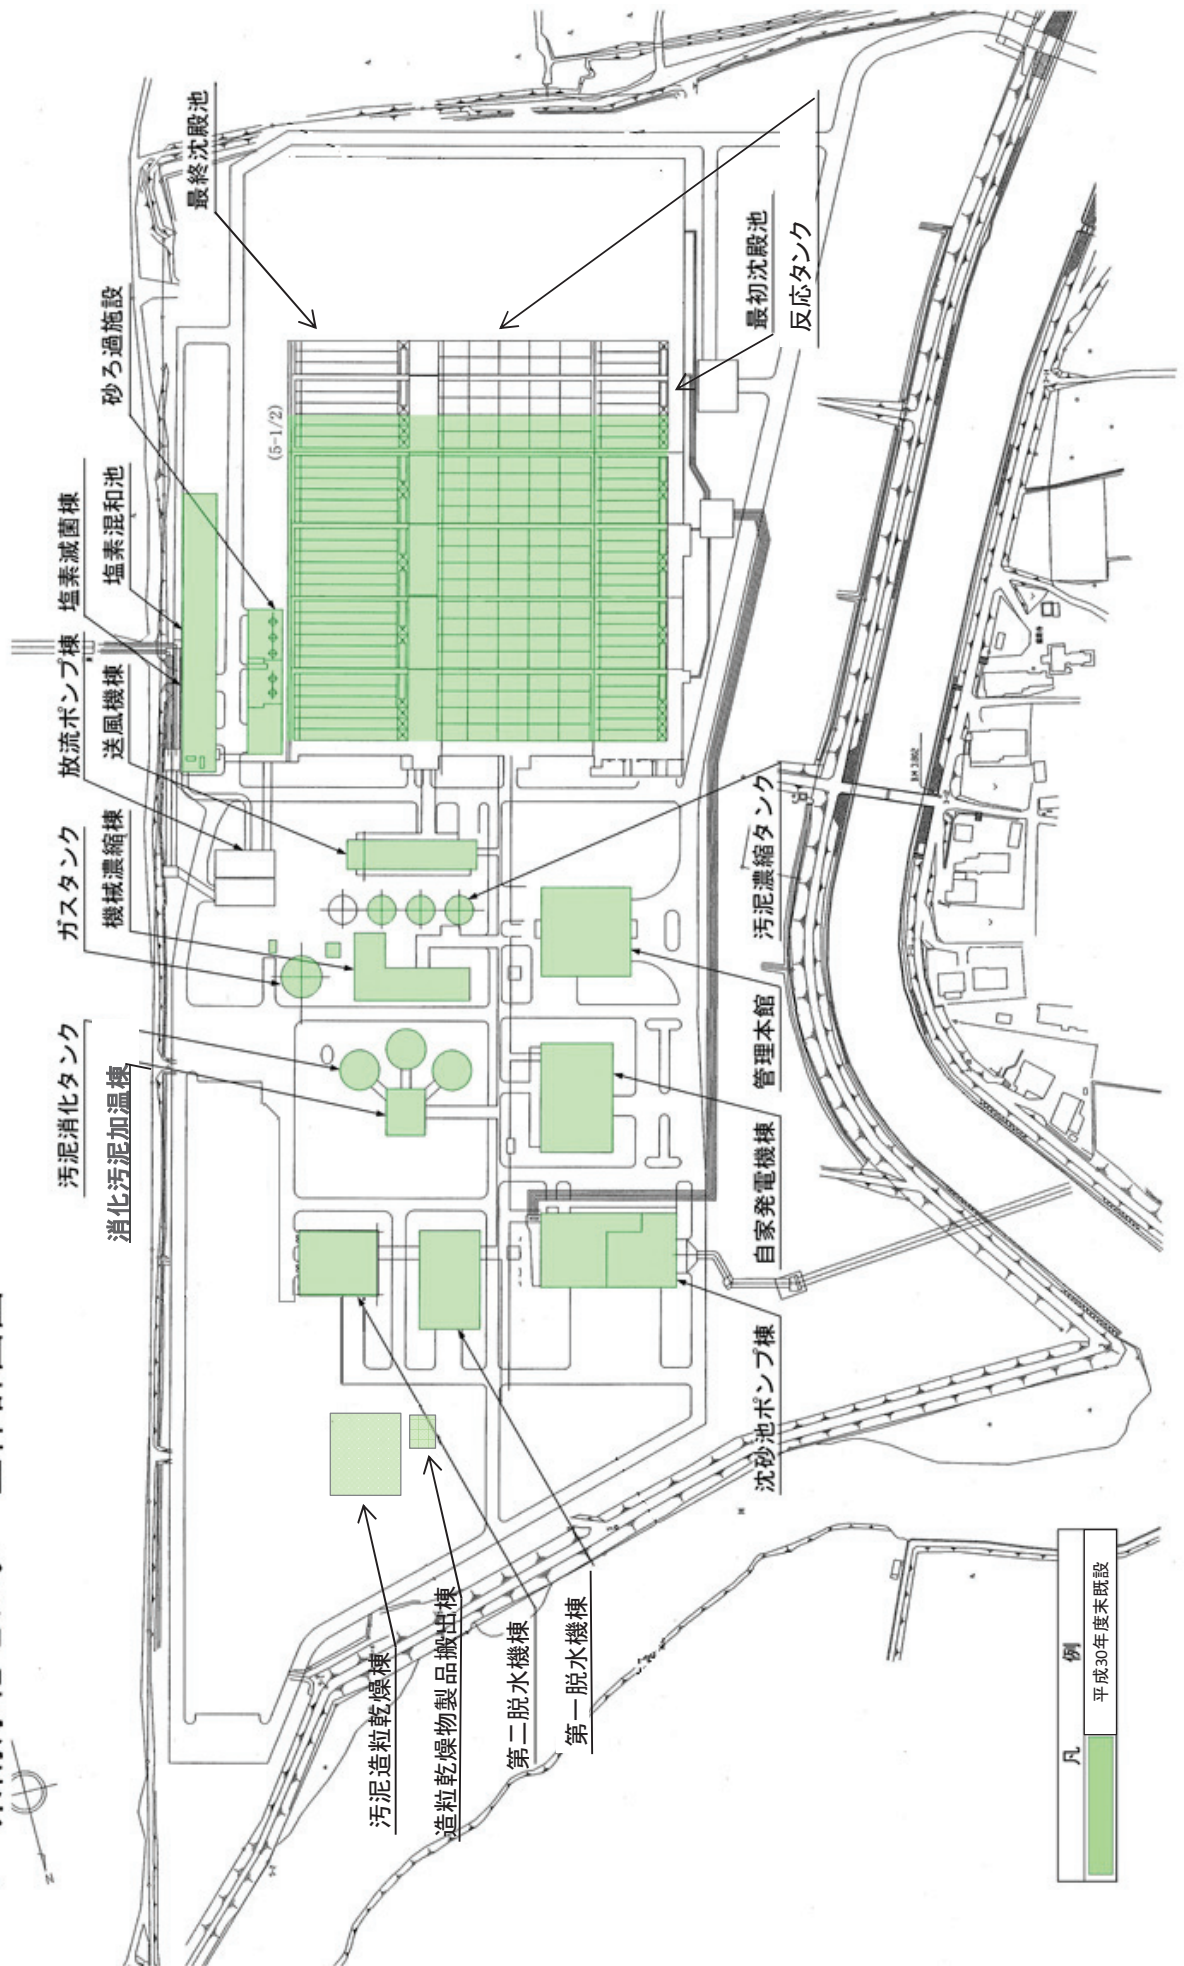 最終沈殿池
砂ろ過施設
塩素混和池
塩素滅菌棟
送風機棟
放流ポンプ棟
機械濃縮棟
ガスタンク
汚泥消化タンク
消化汚泥加温棟
(5-1/2)
最初沈殿池
反応タンク
汚泥濃縮タンク
管理本館
自家発電機棟
沈砂池ポンプ棟
第一脱水機棟
第二脱水機棟
造粒乾燥物製品搬出棟
汚泥造粒乾燥棟
凡例
平成30年度末既設
N